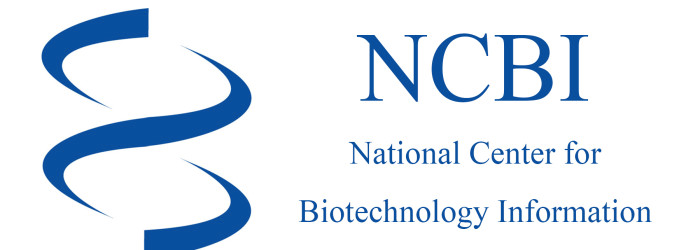 NCBI
National Center for
Biotechnology Information